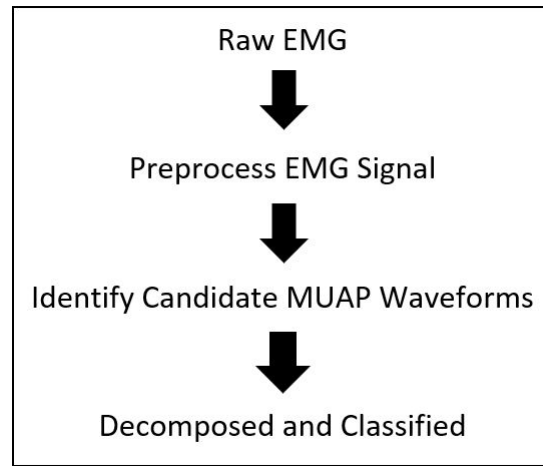 Raw EMG
Preprocess EMG Signal
Identify Candidate MUAP Waveforms
Decomposed and Classified